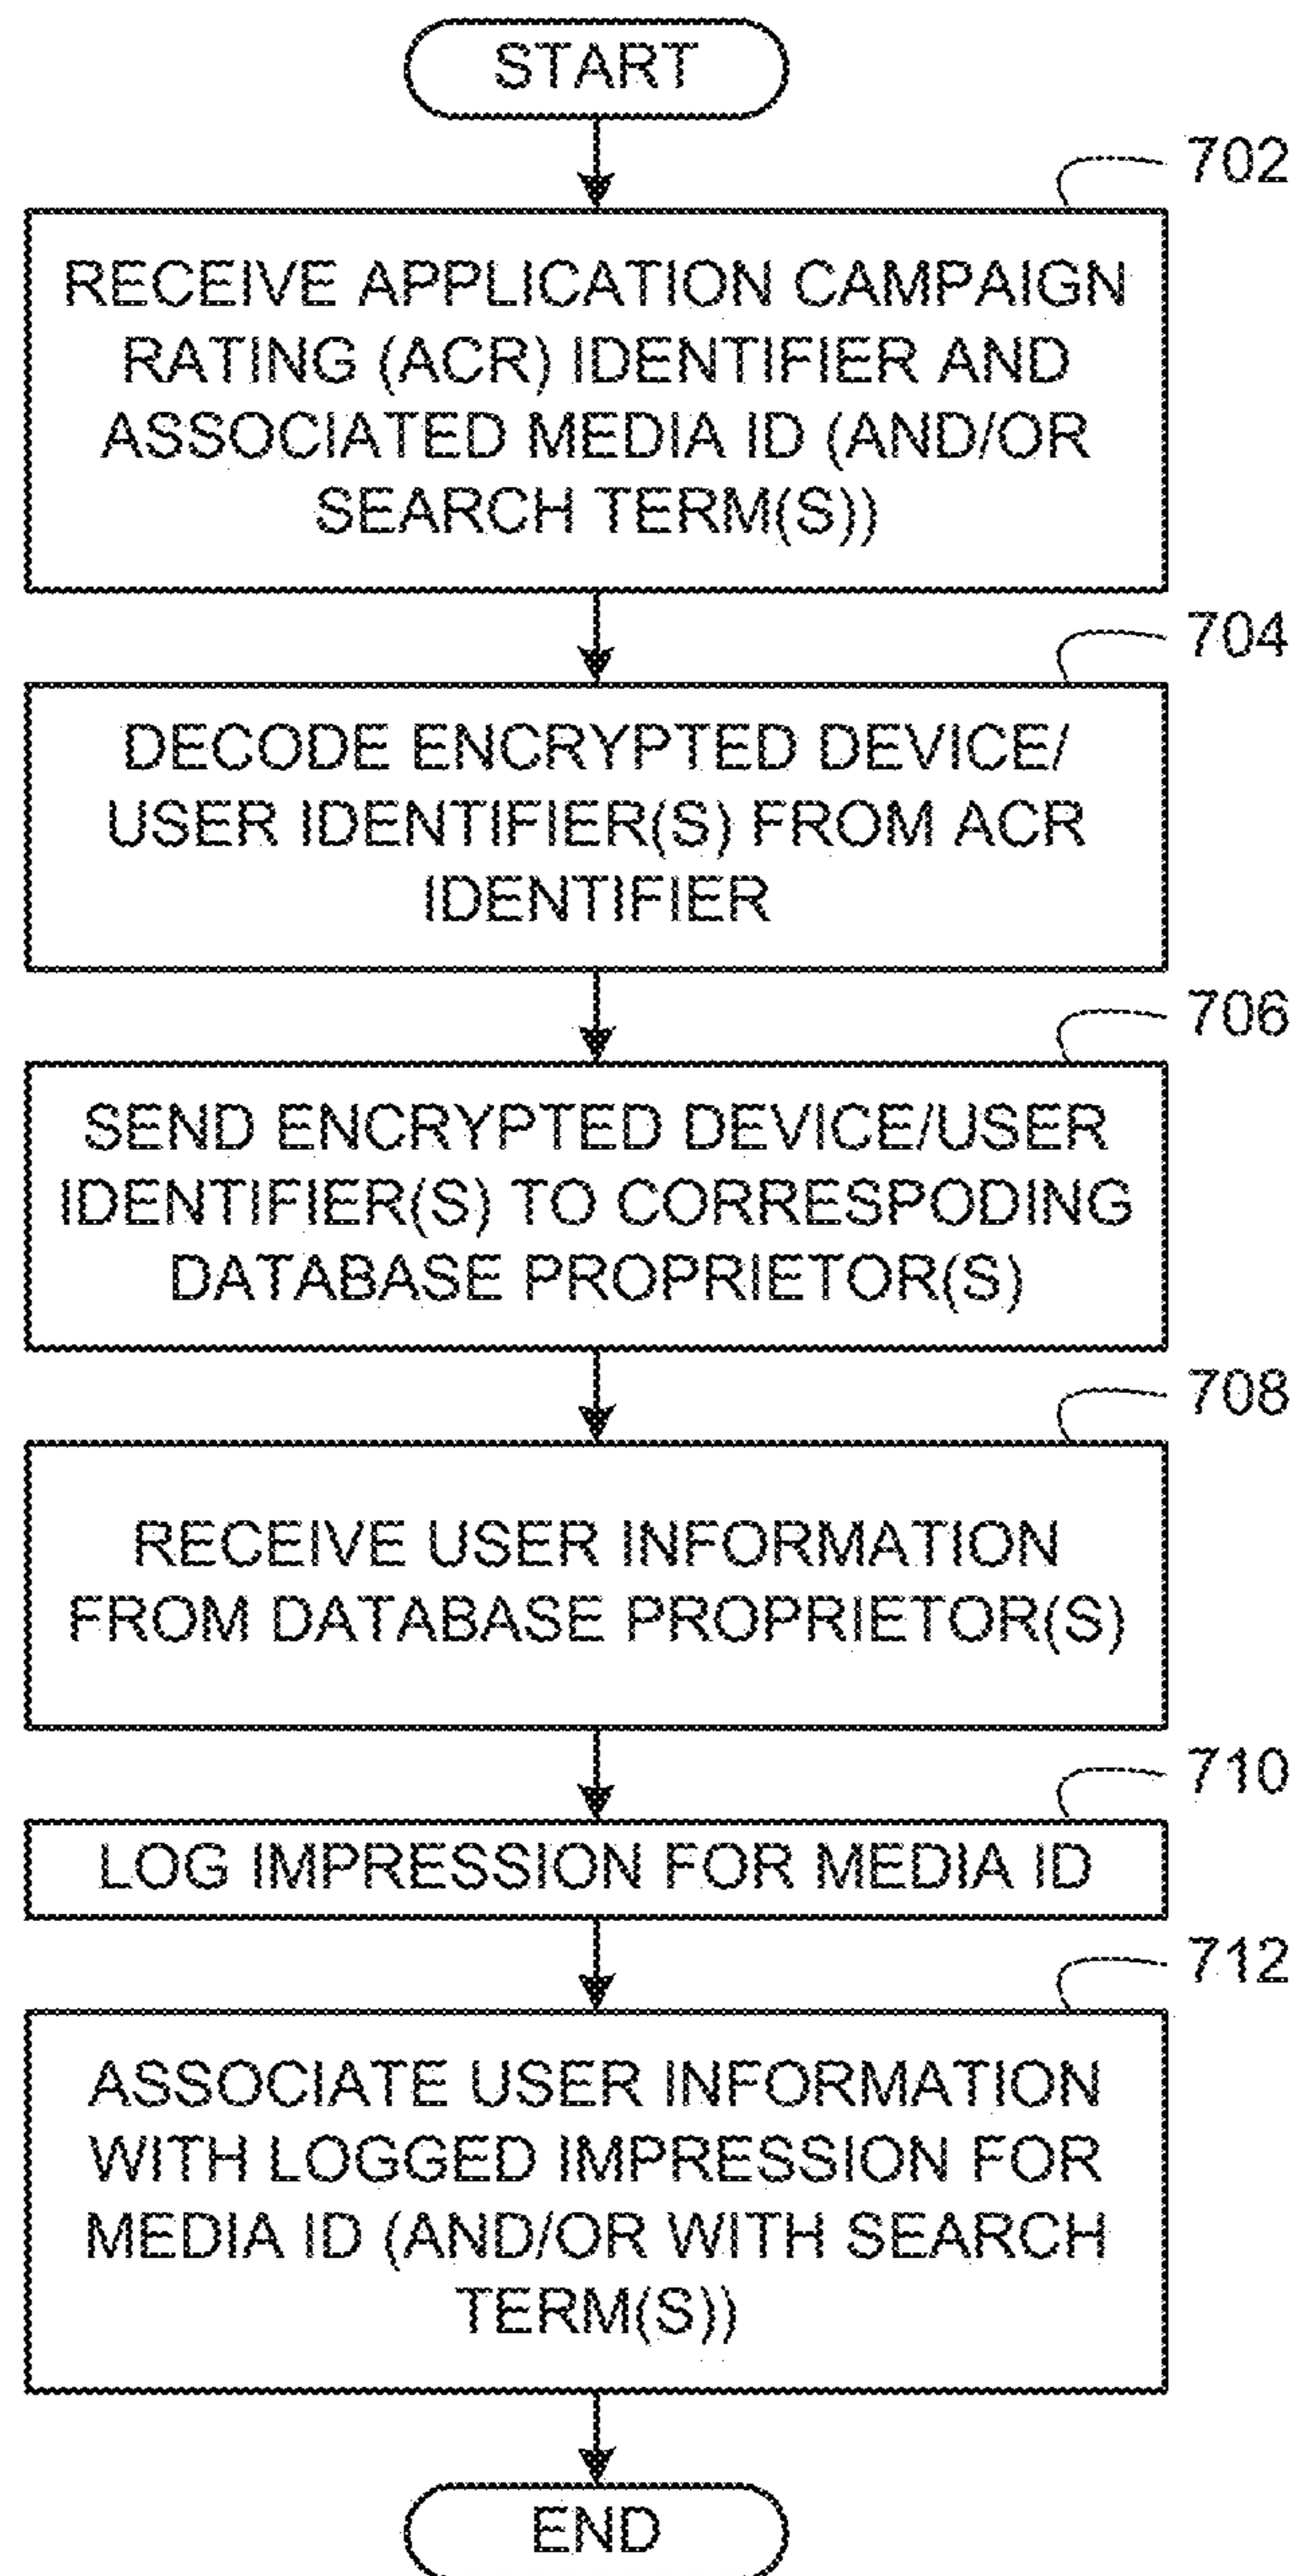 START
702
RECEIVE APPLICATION CAMPAIGN
RATING (ACR) IDENTIFIER AND
ASSOCIATED MEDIA ID (AND/OR
SEARCH TERM(S))
704
DECODE ENCRYPTED DEVICE/
USER IDENTIFIER(S) FROM ACR
IDENTIFIER
706
SEND ENCRYPTED DEVICE/USER
IDENTIFIER(S) TO CORRESPODING
DATABASE PROPRIETOR(S)
708
RECEIVE USER INFORMATION
FROM DATABASE PROPRIETOR(S)
710
LOG IMPRESSION FOR MEDIA ID
712
ASSOCIATE USER INFORMATION
WITH LOGGED IMPRESSION FOR
MEDIA ID (AND/OR WITH SEARCH
TERM(S))
END